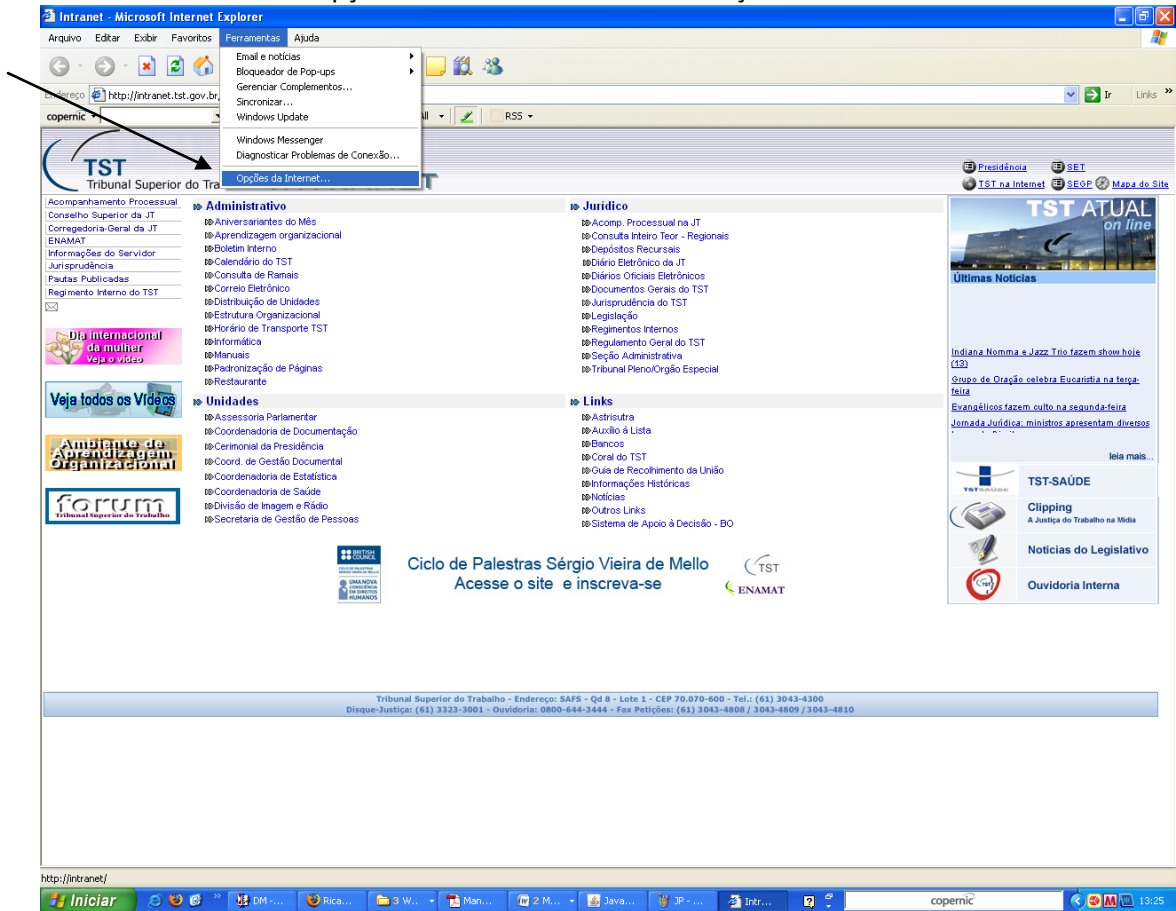 Intranet - Microsoft Internet Explorer
Arquivo Editar Exibir Favoritos Ferramentas Ajuda
Email e notícias
Bloqueador de Pop-ups
Gerenciar Complementos...
Sincronizar...
Windows Update
Windows Messenger
Diagnosticar Problemas de Conexão...
Opções da Internet...
http://intranet.tst.gov.br,
Ir Links »
copernic
RSS
TST
Tribunal Superior do Tra
Presidência SET
TST na Internet SEGP Mapa do Site
Acompanhamento Processual
Conselho Superior da JT
Corregedoria-Geral da JT
ENAMAT
Informações do Servidor
Jurisprudência
Pautas Publicadas
Regimento Interno do TST
Dia internacional
da mulher
Veja o vídeo
Veja todos os Vídeos
Ambiente de
Aprendizagem
Organizacional
forum
Tribunal Superior do Trabalho
Administrativo
Aniversariantes do Mês
Aprendizagem organizacional
Boletim Interno
Calendário do TST
Consulta de Ramais
Correio Eletrônico
Distribuição de Unidades
Estrutura Organizacional
Horário de Transporte TST
Informática
Manuais
Padronização de Páginas
Restaurante
Jurídico
Acomp. Processual na JT
Consulta Inteiro Teor - Regionais
Depósitos Recursais
Diário Eletrônico da JT
Diários Oficiais Eletrônicos
Documentos Gerais do TST
Jurisprudência do TST
Legislação
Regimentos Internos
Regulamento Geral do TST
Seção Administrativa
Tribunal Pleno/Orgão Especial
Unidades
Assessoria Parlamentar
Coordenadoria de Documentação
Cerimonial da Presidência
Coord. de Gestão Documental
Coordenadoria de Estatística
Coordenadoria de Saúde
Divisão de Imagem e Rádio
Secretaria de Gestão de Pessoas
Links
Astrisutra
Auxílio à Lista
Bancos
Coral do TST
Guia de Recolhimento da União
Informações Históricas
Notícias
Outros Links
Sistema de Apoio à Decisão - BO
TST ATUAL
on line
Últimas Noticias
Indiana Nomma e Jazz Trio fazem show hoje
(13)
Grupo de Oração celebra Eucaristia na terça-
feira
Evangélicos fazem culto na segunda-feira
Jornada Jurídica: ministros apresentam diversos
leia mais...
TST-SAÚDE
Clipping
A Justiça do Trabalho na Mídia
Noticias do Legislativo
Ouvidoria Interna
BRITISH
COUNCIL
UMA NOVA
CONSCIÊNCIA
EM DIREITOS
HUMANOS
Ciclo de Palestras Sérgio Vieira de Mello
Acesse o site e inscreva-se
TST
ENAMAT
Tribunal Superior do Trabalho - Endereço: SAFS - Qd 8 - Lote 1 - CEP 70.070-600 - Tel.: (61) 3043-4300
Disque-Justiça: (61) 3323-3001 - Ouvidoria: 0800-644-3444 - Fax Petições: (61) 3043-4808 / 3043-4809 / 3043-4810
http://intranet/
Iniciar DM -... Rica... 3 W... Man... 2 M... Java... JP - ... Intr... copernic 13:25